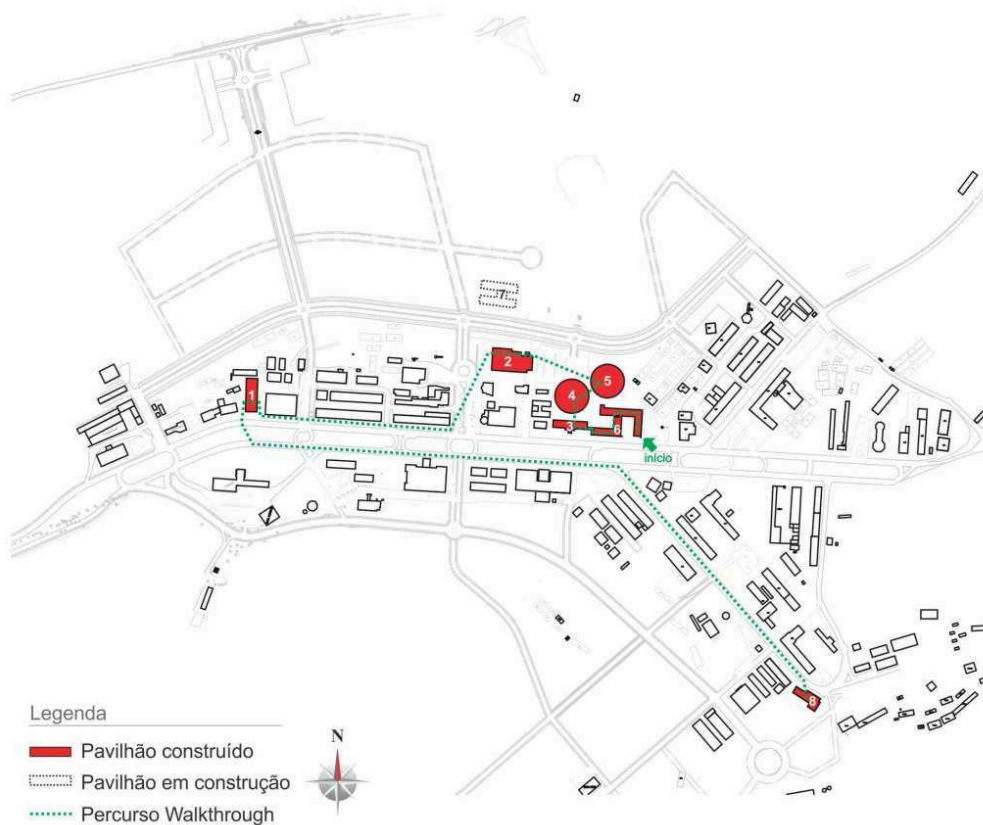 7
2
5
4
1
3
6
início
8
Legenda
N
Pavilhão construído
Pavilhão em construção
Percurso Walkthrough